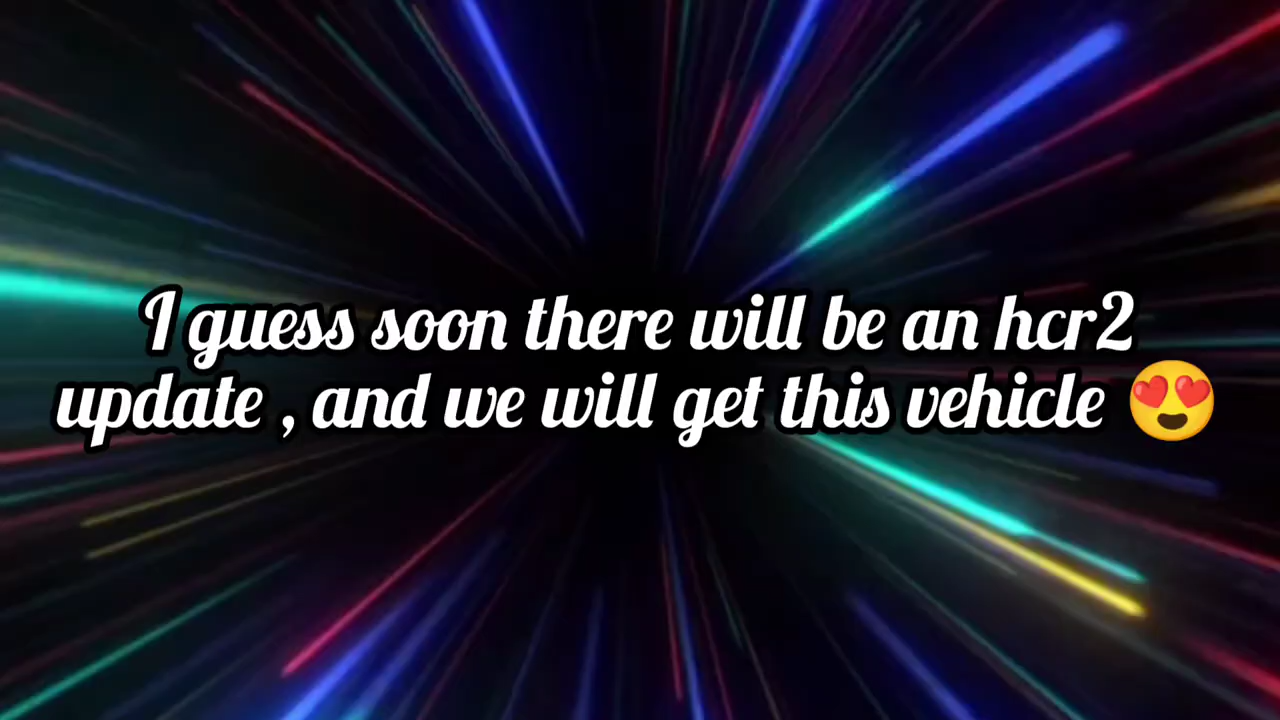 I guess soon there will be an hcr2
update , and we will get this vehicle 😍